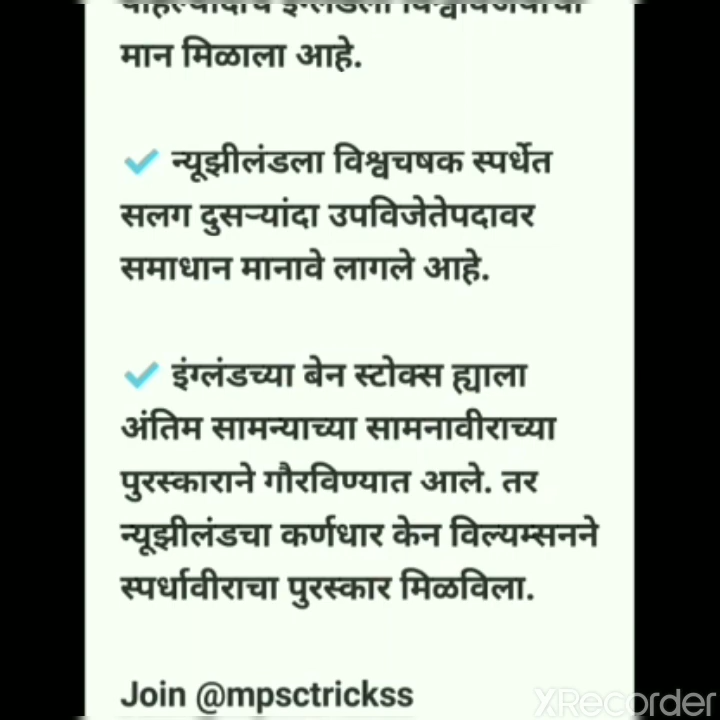 मान मिळाला आहे.
✓ न्यूझीलंडला विश्वचषक स्पर्धेत
सलग दुसऱ्यांदा उपविजेतेपदावर
समाधान मानावे लागले आहे.
✓ इंग्लंडच्या बेन स्टोक्स ह्याला
अंतिम सामन्याच्या सामनावीराच्या
पुरस्काराने गौरविण्यात आले. तर
न्यूझीलंडचा कर्णधार केन विल्यम्सनने
स्पर्धावीराचा पुरस्कार मिळविला.
Join @mpsctrickss
XRecorder